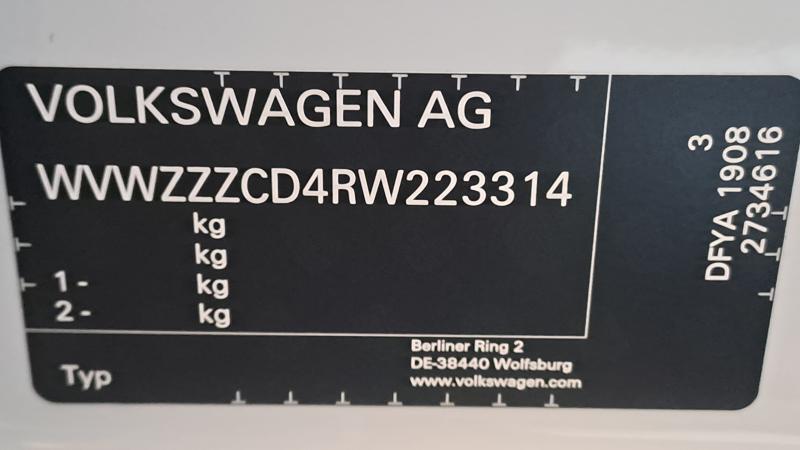 VOLKSWAGEN AG
WVWZZZCD4RW223314
kg
kg
1- kg
2- kg
Typ
Berliner Ring 2
DE-38440 Wolfsburg
www.volkswagen.com
3
DFYA 1908
2734616